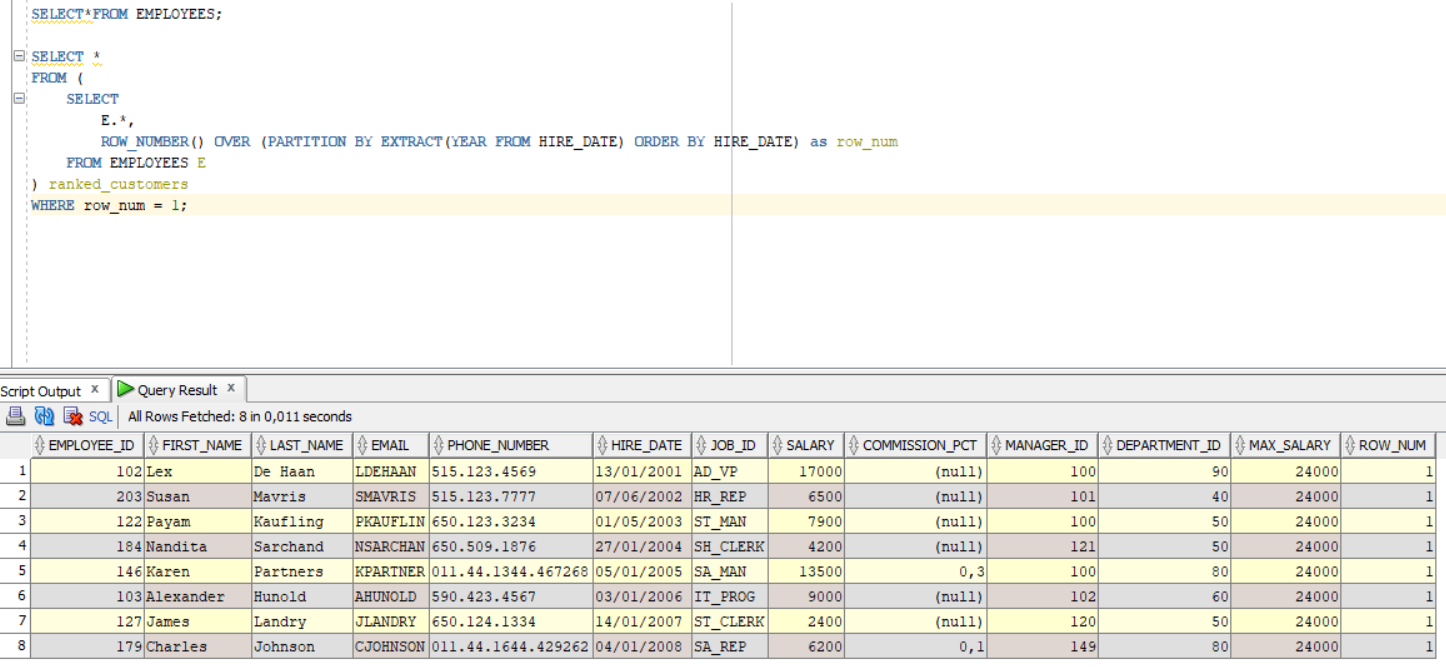 SELECT*FROM EMPLOYEES;
SELECT *
FROM (
SELECT
E.*,
ROW_NUMBER() OVER (PARTITION BY EXTRACT(YEAR FROM HIRE_DATE) ORDER BY HIRE_DATE) as row_num
FROM EMPLOYEES E
) ranked_customers
WHERE row_num = 1;
Script Output x Query Result x
SQL All Rows Fetched: 8 in 0,011 seconds
EMPLOYEE_ID FIRST_NAME LAST_NAME EMAIL PHONE_NUMBER HIRE_DATE JOB_ID SALARY COMMISSION_PCT MANAGER_ID DEPARTMENT_ID MAX_SALARY ROW_NUM
1 102 Lex De Haan LDEHAAN 515.123.4569 13/01/2001 AD_VP 17000 (null) 100 90 24000 1
2 203 Susan Mavris SMAVRIS 515.123.7777 07/06/2002 HR_REP 6500 (null) 101 40 24000 1
3 122 Payam Kaufling PKAUFLIN 650.123.3234 01/05/2003 ST_MAN 7900 (null) 100 50 24000 1
4 184 Nandita Sarchand NSARCHAN 650.509.1876 27/01/2004 SH_CLERK 4200 (null) 121 50 24000 1
5 146 Karen Partners KPARTNER 011.44.1344.467268 05/01/2005 SA_MAN 13500 0,3 100 80 24000 1
6 103 Alexander Hunold AHUNOLD 590.423.4567 03/01/2006 IT_PROG 9000 (null) 102 60 24000 1
7 127 James Landry JLANDRY 650.124.1334 14/01/2007 ST_CLERK 2400 (null) 120 50 24000 1
8 179 Charles Johnson CJOHNSON 011.44.1644.429262 04/01/2008 SA_REP 6200 0,1 149 80 24000 1